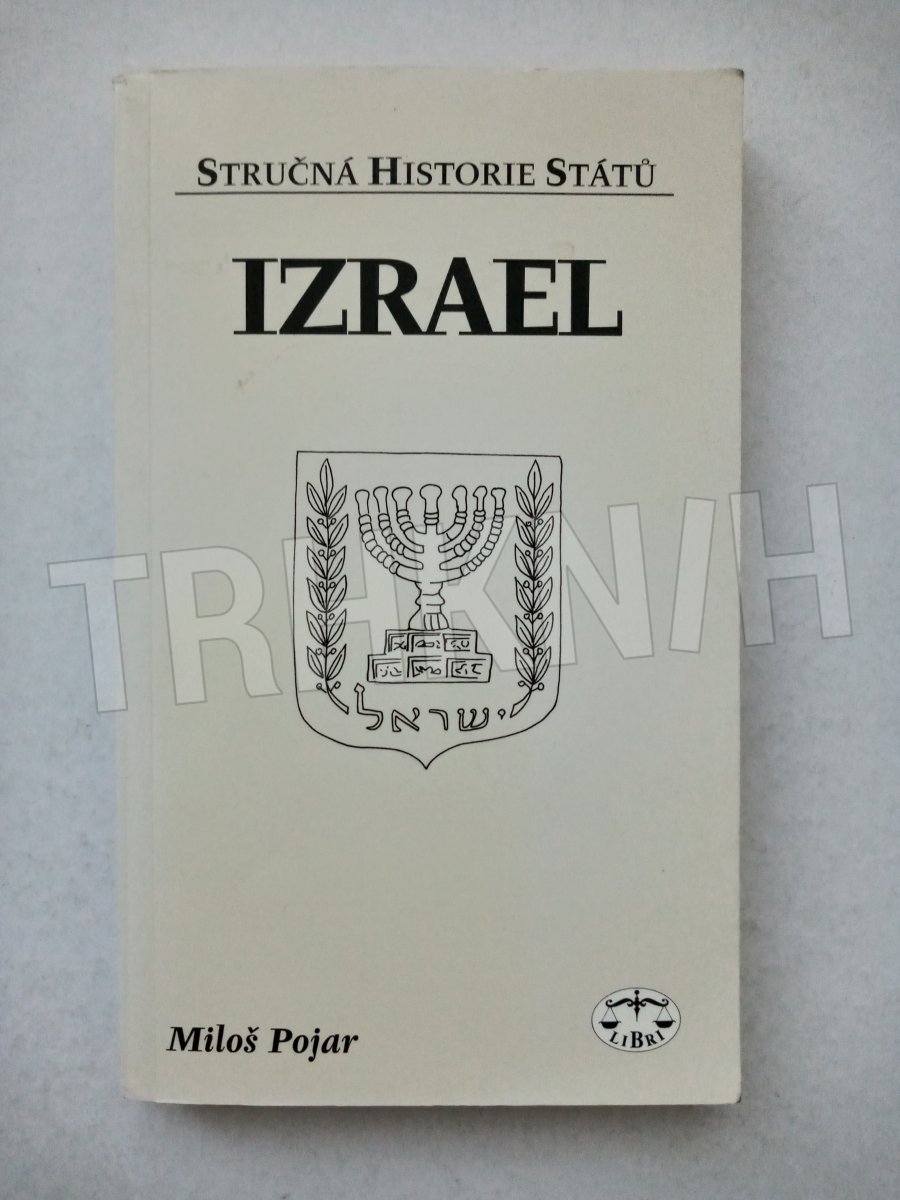 STRUČNÁ HISTORIE STÁTŮ
IZRAEL
TRHKNIH
ישראל
Miloš Pojar
LIBRI